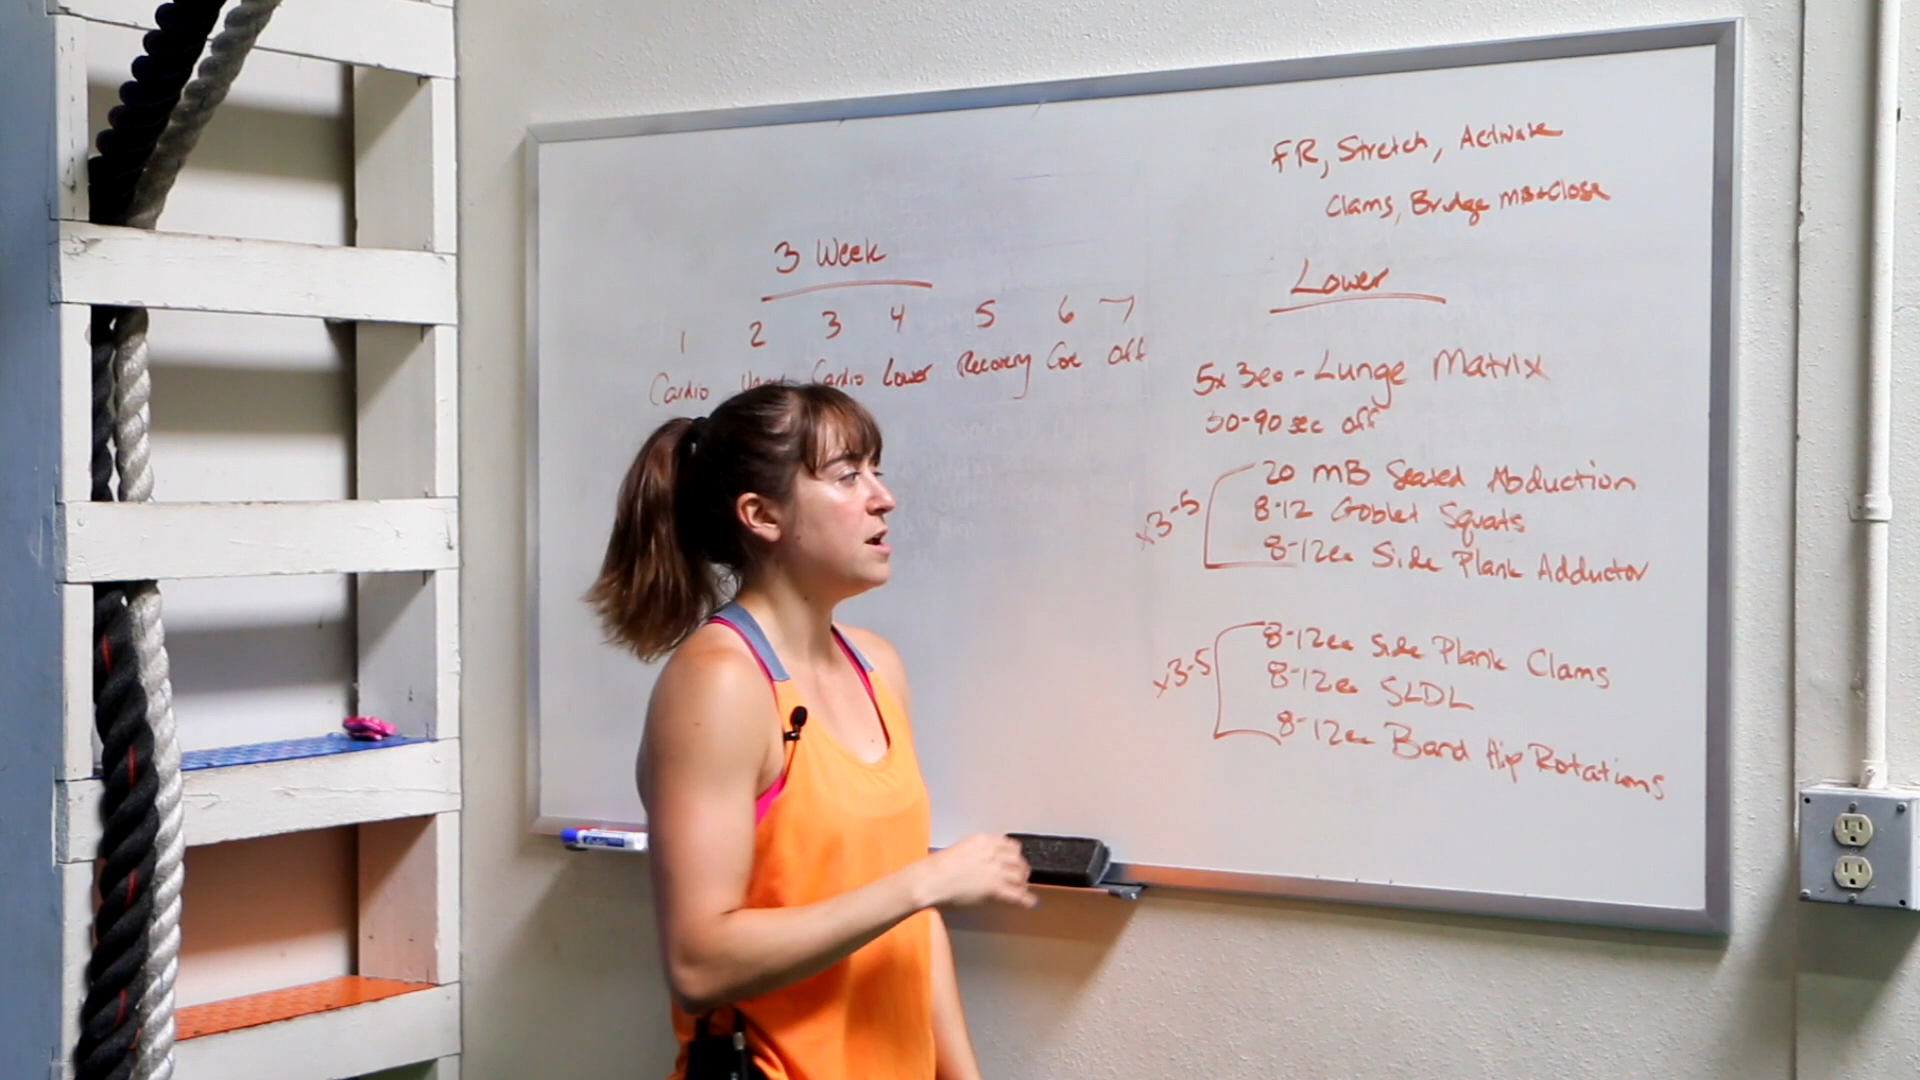 FR, Stretch, Activate
Clams, Bridge MB+Close
3 Week
1 2 3 4 5 6 7
Cardio Cardio Lower Recovery Core Off
Lower
5x 3ea - Lunge Matrix
30-90 sec off
x3-5
20 MB Seated Abduction
8-12 Goblet Squats
8-12ea Side Plank Adductor
x3-5
8-12ea Side Plank Clams
8-12ea SLDL
8-12ea Band Hip Rotations